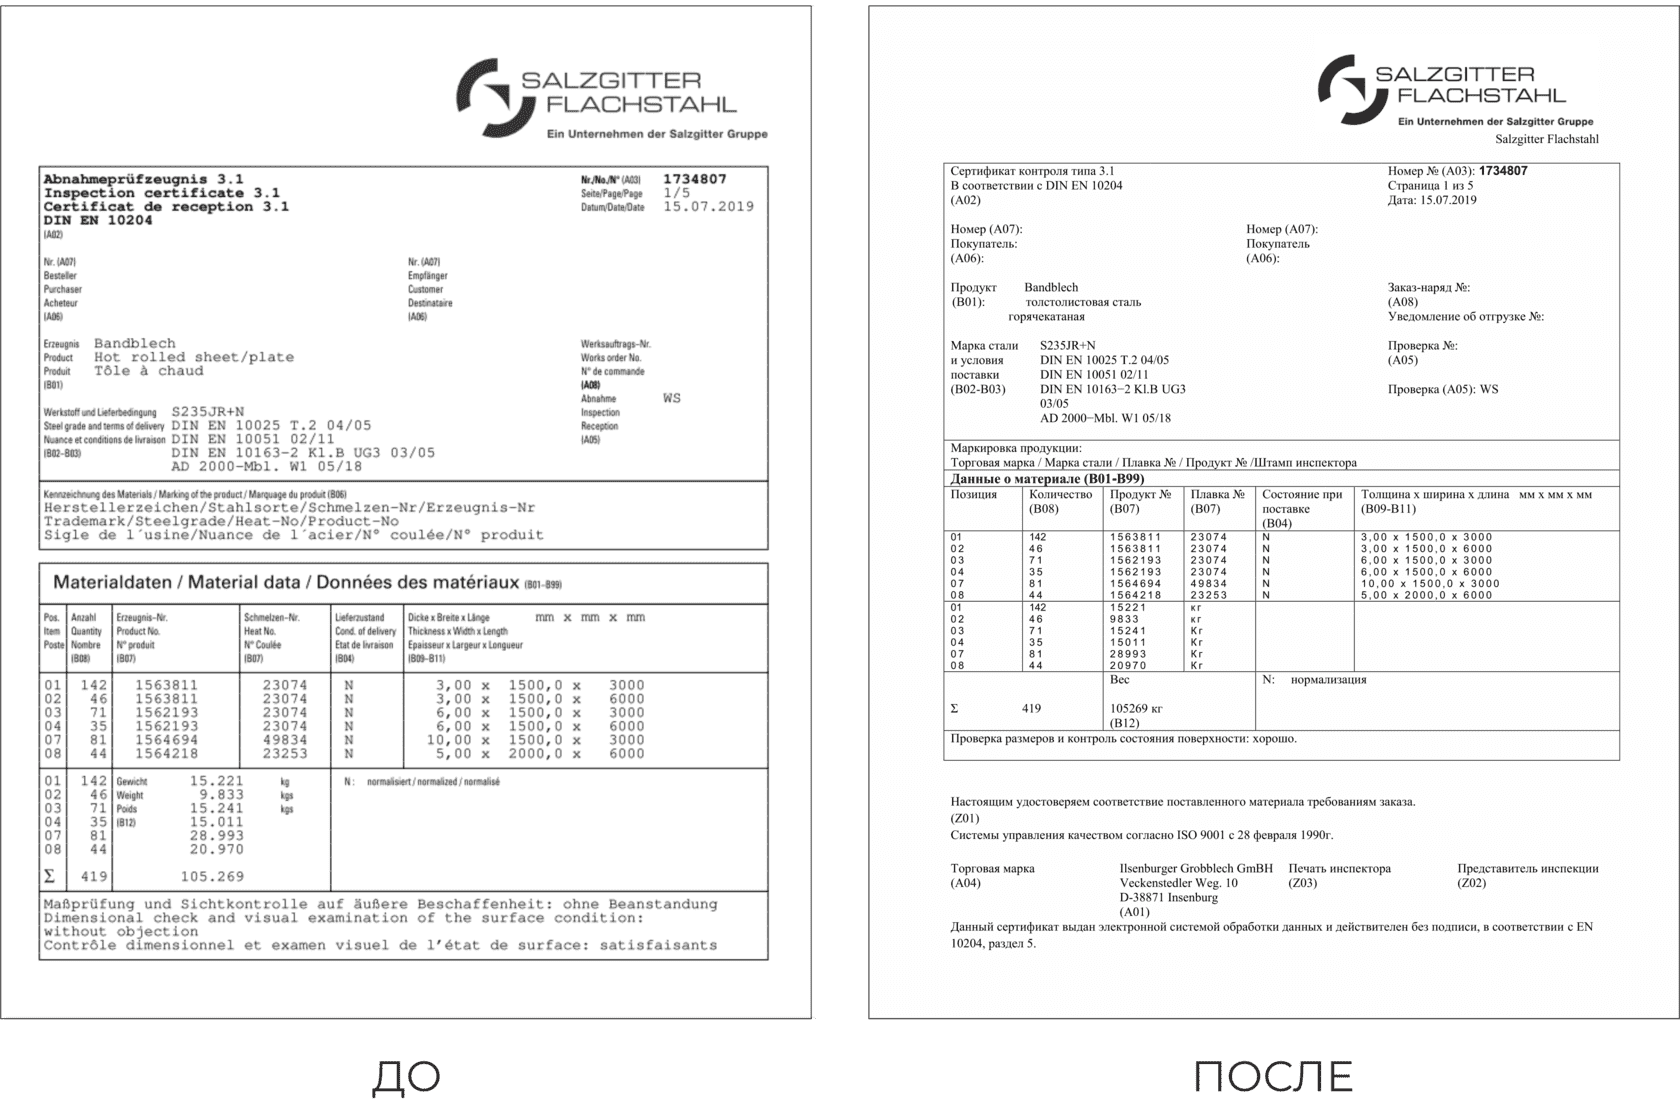 SALZGITTER
FLACHSTAHL
Ein Unternehmen der Salzgitter Gruppe
Abnahmeprüfzeugnis 3.1
Inspection certificate 3.1
Certificat de reception 3.1
DIN EN 10204
(A02)
Nr./No./N° (A03) 1734807
Seite/Page/Page 1/5
Datum/Date/Date 15.07.2019
Nr. (A07)
Besteller
Purchaser
Acheteur
(A06)
Nr. (A07)
Empfänger
Customer
Destinataire
(A06)
Erzeugnis Bandblech
Product Hot rolled sheet/plate
Produit Tôle à chaud
(B01)
Werksauftrags-Nr.
Works order No.
N° de commande
(A08)
Abnahme WS
Inspection
Reception
(A05)
Werkstoff und Lieferbedingung S235JR+N
Steel grade and terms of delivery DIN EN 10025 T.2 04/05
Nuance et conditions de livraison DIN EN 10051 02/11
(B02-B03) DIN EN 10163-2 Kl.B UG3 03/05
AD 2000-Mbl. W1 05/18
Kennzeichnung des Materials / Marking of the product / Marquage du produit (B06)
Herstellerzeichen/Stahlsorte/Schmelzen-Nr/Erzeugnis-Nr
Trademark/Steelgrade/Heat-No/Product-No
Sigle de l´usine/Nuance de l´acier/N° coulée/N° produit
Materialdaten / Material data / Données des matériaux (B01-B99)
Pos. Anzahl Erzeugnis-Nr. Schmelzen-Nr. Lieferzustand Dicke x Breite x Länge mm x mm x mm
Item Quantity Product No. Heat No. Cond. of delivery Thickness x Width x Length
Poste Nombre N° produit N° Coulée Etat de livraison Epaisseur x Largeur x Longueur
(B08) (B07) (B07) (B04) (B09-B11)
01 142 1563811 23074 N 3,00 x 1500,0 x 3000
02 46 1563811 23074 N 3,00 x 1500,0 x 6000
03 71 1562193 23074 N 6,00 x 1500,0 x 3000
04 35 1562193 23074 N 6,00 x 1500,0 x 6000
07 81 1564694 49834 N 10,00 x 1500,0 x 3000
08 44 1564218 23253 N 5,00 x 2000,0 x 6000
01 142 Gewicht 15.221 kg N : normalisiert / normalized / normalisé
02 46 Weight 9.833 kgs
03 71 Poids 15.241 kgs
04 35 (B12) 15.011
07 81 28.993
08 44 20.970
Σ 419 105.269
Maßprüfung und Sichtkontrolle auf äußere Beschaffenheit: ohne Beanstandung
Dimensional check and visual examination of the surface condition:
without objection
Contrôle dimensionnel et examen visuel de l´état de surface: satisfaisants
ДО
SALZGITTER
FLACHSTAHL
Ein Unternehmen der Salzgitter Gruppe
Salzgitter Flachstahl
Сертификат контроля типа 3.1
В соответствии с DIN EN 10204
(A02)
Номер № (A03): 1734807
Страница 1 из 5
Дата: 15.07.2019
Номер (A07):
Покупатель:
(A06):
Номер (A07):
Покупатель
(A06):
Продукт Bandblech
(B01): толстолистовая сталь
горячекатаная
Заказ-наряд №:
(A08)
Уведомление об отгрузке №:
Марка стали S235JR+N
и условия DIN EN 10025 T.2 04/05
поставки DIN EN 10051 02/11
(B02-B03) DIN EN 10163−2 Kl.B UG3
03/05
AD 2000−Mbl. W1 05/18
Проверка №:
(A05)
Проверка (A05): WS
Маркировка продукции:
Торговая марка / Марка стали / Плавка № / Продукт № /Штамп инспектора
Данные о материале (B01-B99)
Позиция Количество Продукт № Плавка № Состояние при Толщина x ширина x длина мм x мм x мм
(B08) (B07) (B07) поставке (B09-B11)
(B04)
01 142 1563811 23074 N 3,00 x 1500,0 x 3000
02 46 1563811 23074 N 3,00 x 1500,0 x 6000
03 71 1562193 23074 N 6,00 x 1500,0 x 3000
04 35 1562193 23074 N 6,00 x 1500,0 x 6000
07 81 1564694 49834 N 10,00 x 1500,0 x 3000
08 44 1564218 23253 N 5,00 x 2000,0 x 6000
01 142 15221 кг
02 46 9833 кг
03 71 15241 Кг
04 35 15011 Кг
07 81 28993 Кг
08 44 20970 Кг
Вес N: нормализация
Σ 419 105269 кг
(B12)
Проверка размеров и контроль состояния поверхности: хорошо.
Настоящим удостоверяем соответствие поставленного материала требованиям заказа.
(Z01)
Системы управления качеством согласно ISO 9001 с 28 февраля 1990г.
Торговая марка Ilsenburger Grobblech GmBH Печать инспектора Представитель инспекции
(A04) Veckenstedler Weg. 10 (Z03) (Z02)
D-38871 Insenburg
(A01)
Данный сертификат выдан электронной системой обработки данных и действителен без подписи, в соответствии с EN
10204, раздел 5.
ПОСЛЕ